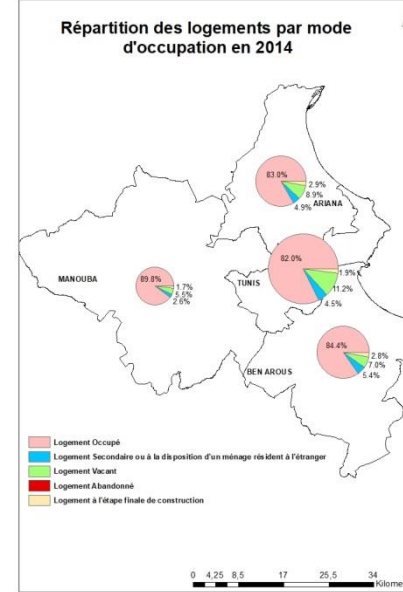 Répartition des logements par mode
d'occupation en 2014
83.0%
2.9%
8.9%
ARIANA
4.9%
82.0%
1.9%
11.2%
TUNIS
4.5%
MANOUBA
89.8%
1.7%
5.5%
2.6%
84.4%
2.8%
7.0%
5.4%
BEN AROUS
Logement Occupé
Logement Secondaire ou à la disposition d'un ménage résident à l'étranger
Logement Vacant
Logement Abandonné
Logement à l'étape finale de construction
0 4,25 8,5 17 25,5 34
Kilome